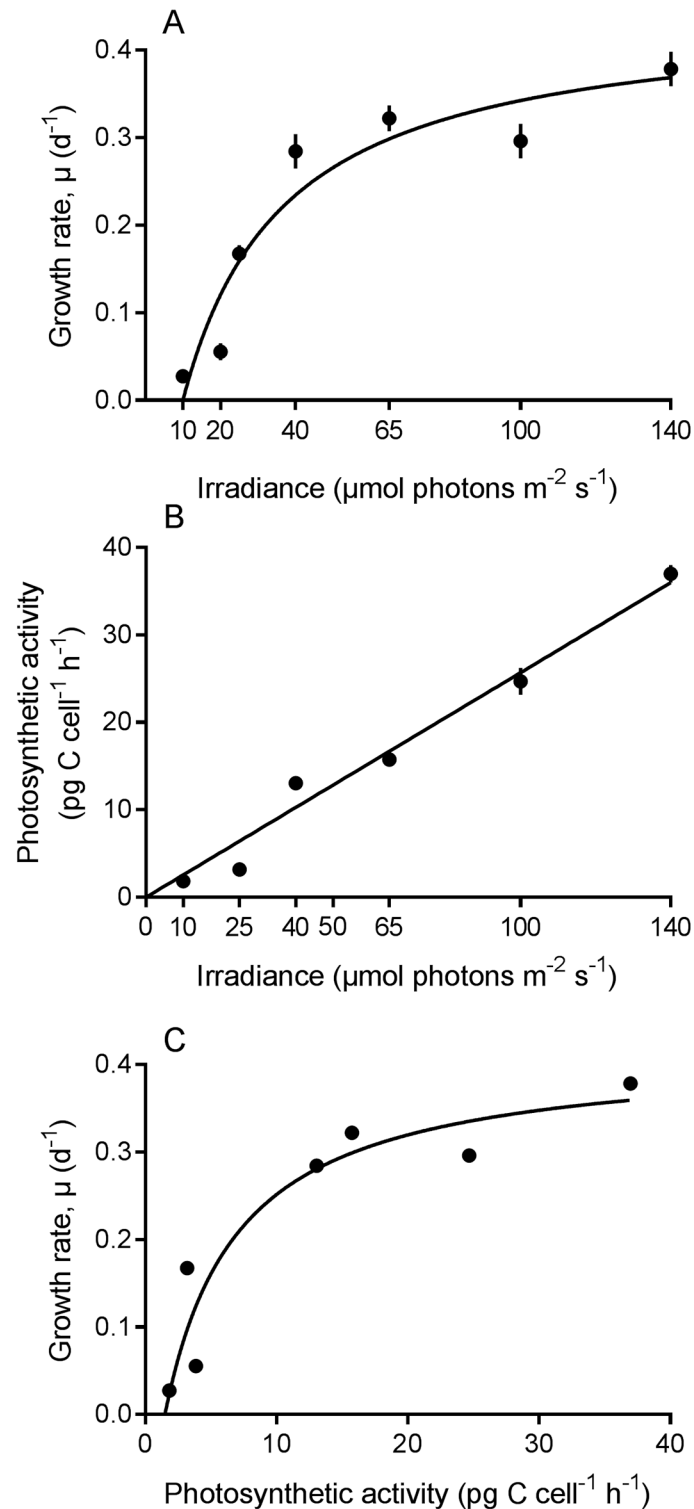 A
0.4
0.3
0.2
0.1
0.0
Growth rate, µ (d⁻¹)
10 20 40 65 100 140
Irradiance (µmol photons m⁻² s⁻¹)
B
40
30
20
10
0
Photosynthetic activity
(pg C cell⁻¹ h⁻¹)
0 10 25 40 50 65 100 140
Irradiance (µmol photons m⁻² s⁻¹)
C
0.4
0.3
0.2
0.1
0.0
Growth rate, µ (d⁻¹)
0 10 20 30 40
Photosynthetic activity (pg C cell⁻¹ h⁻¹)